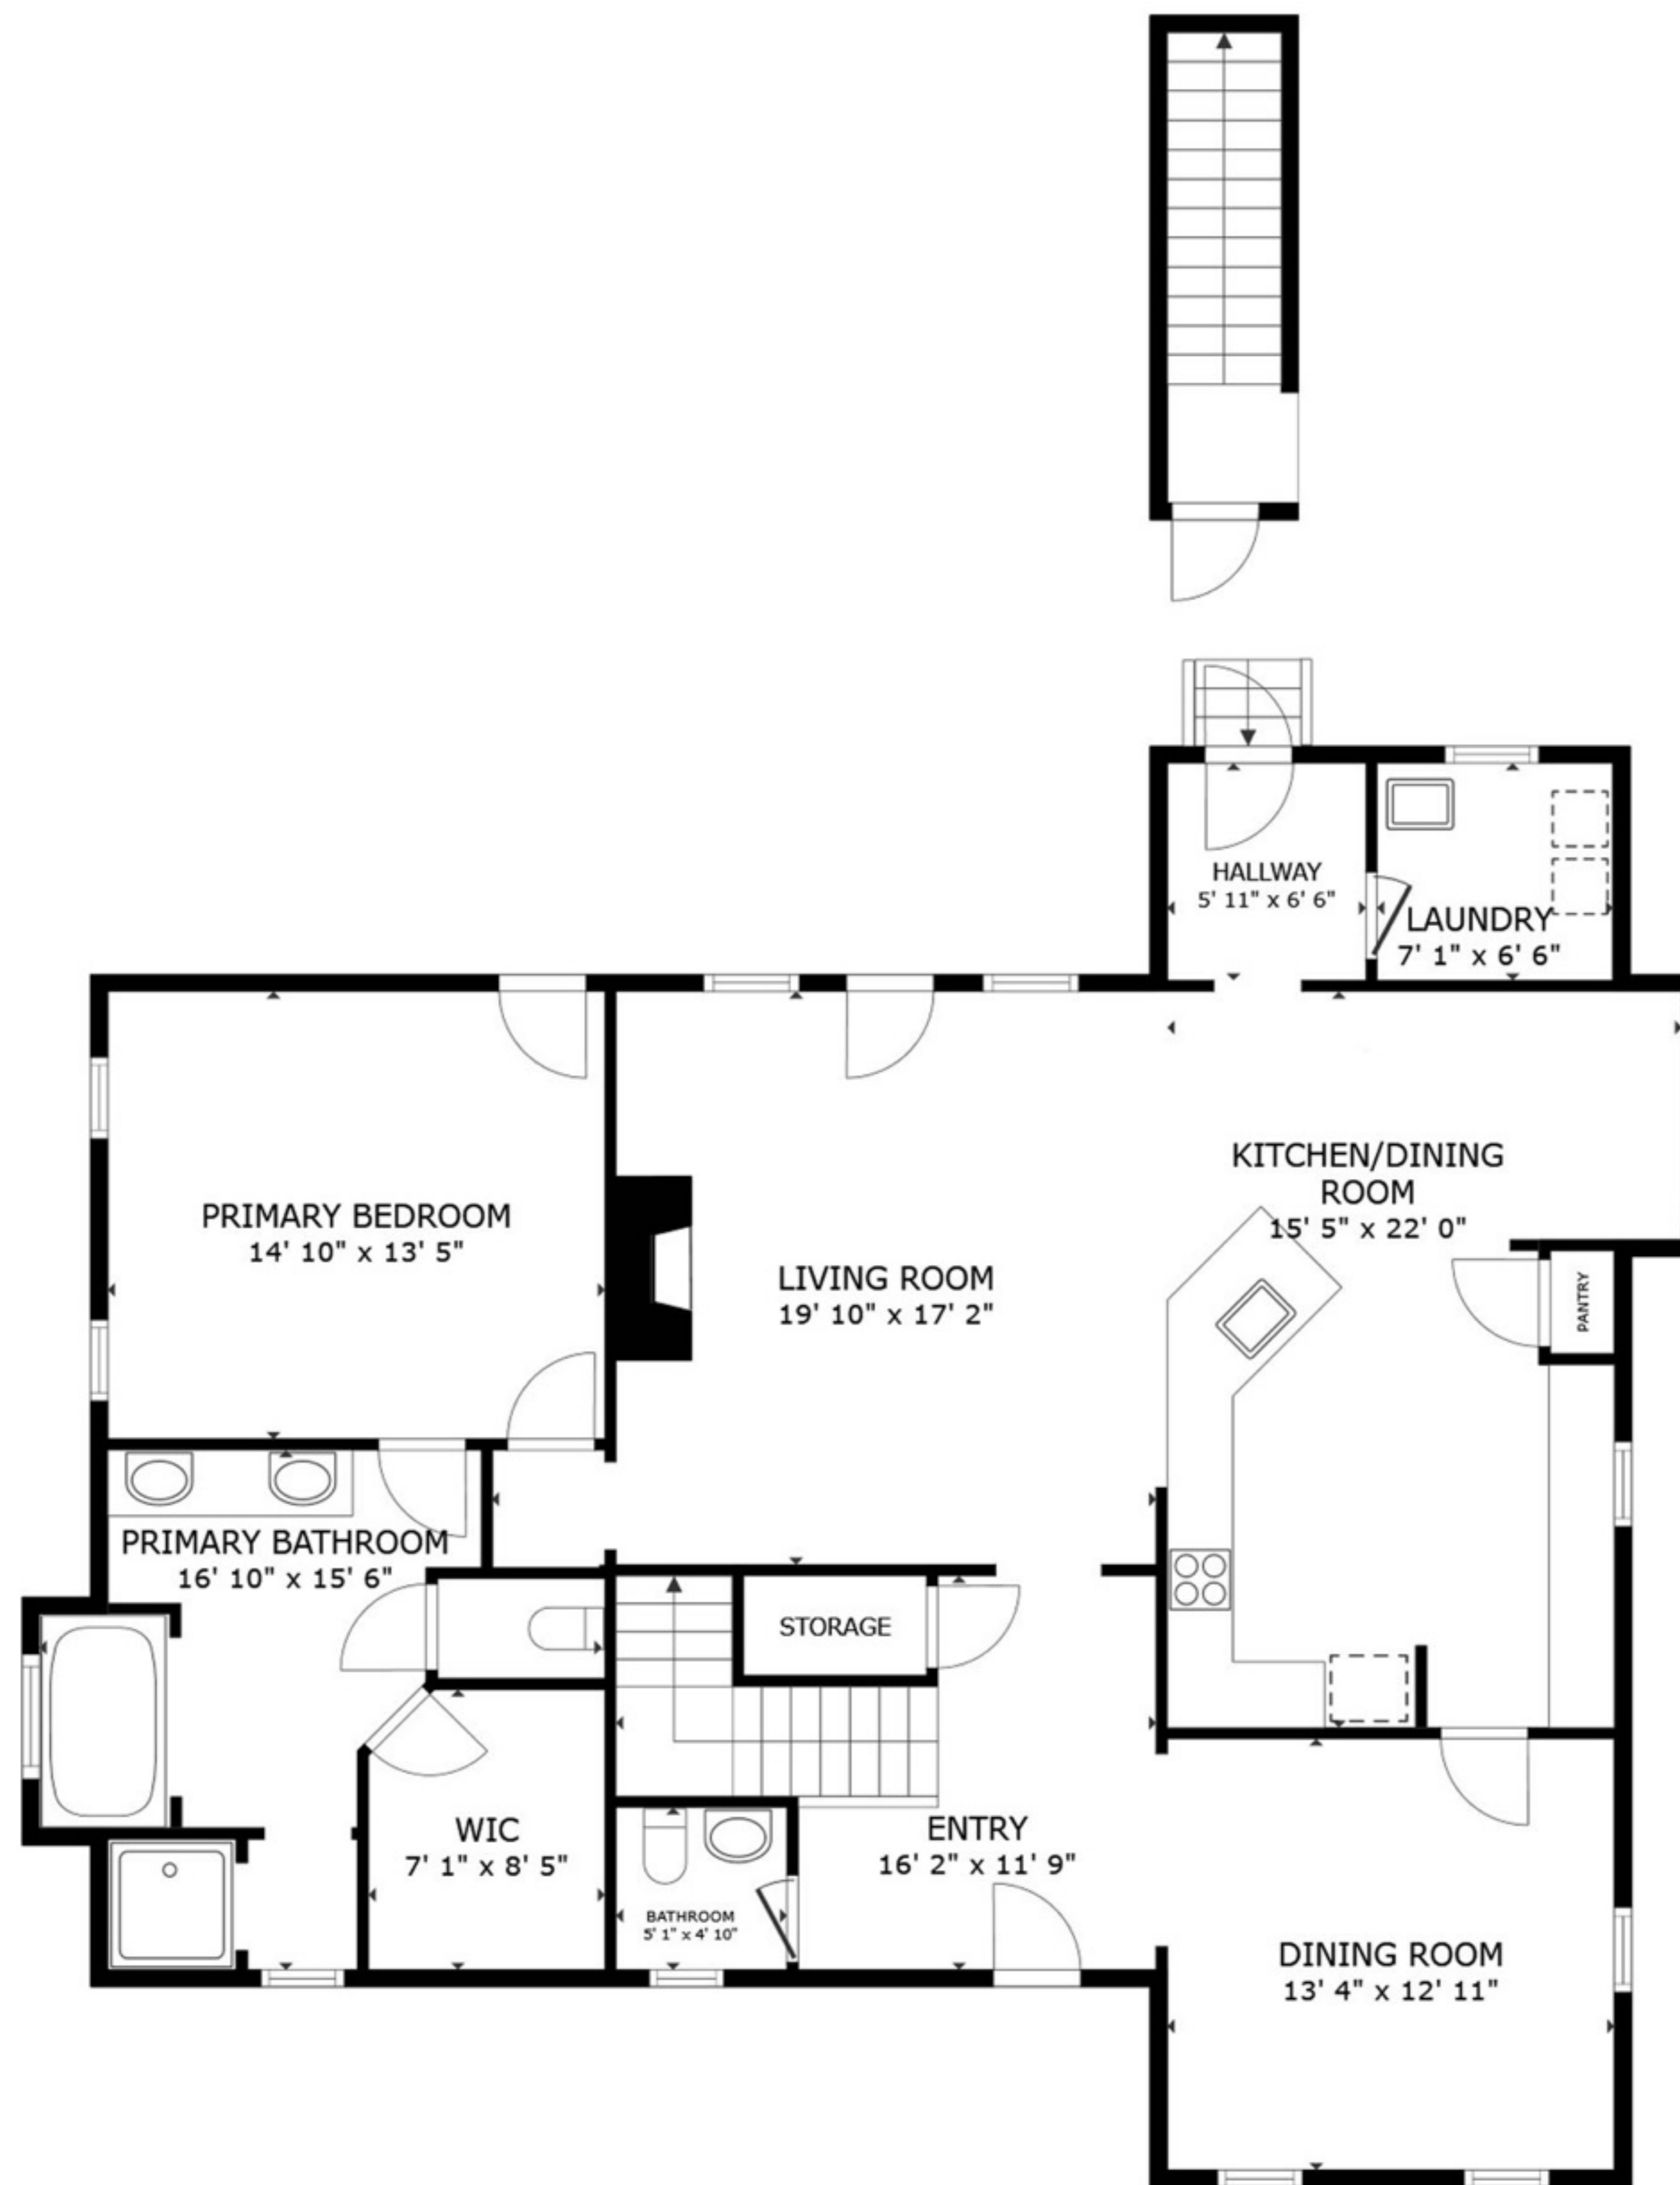 HALLWAY
5' 11" x 6' 6"
LAUNDRY
7' 1" x 6' 6"
KITCHEN/DINING
ROOM
15' 5" x 22' 0"
PRIMARY BEDROOM
14' 10" x 13' 5"
LIVING ROOM
19' 10" x 17' 2"
PANTRY
PRIMARY BATHROOM
16' 10" x 15' 6"
STORAGE
WIC
7' 1" x 8' 5"
ENTRY
16' 2" x 11' 9"
BATHROOM
5' 1" x 4' 10"
DINING ROOM
13' 4" x 12' 11"